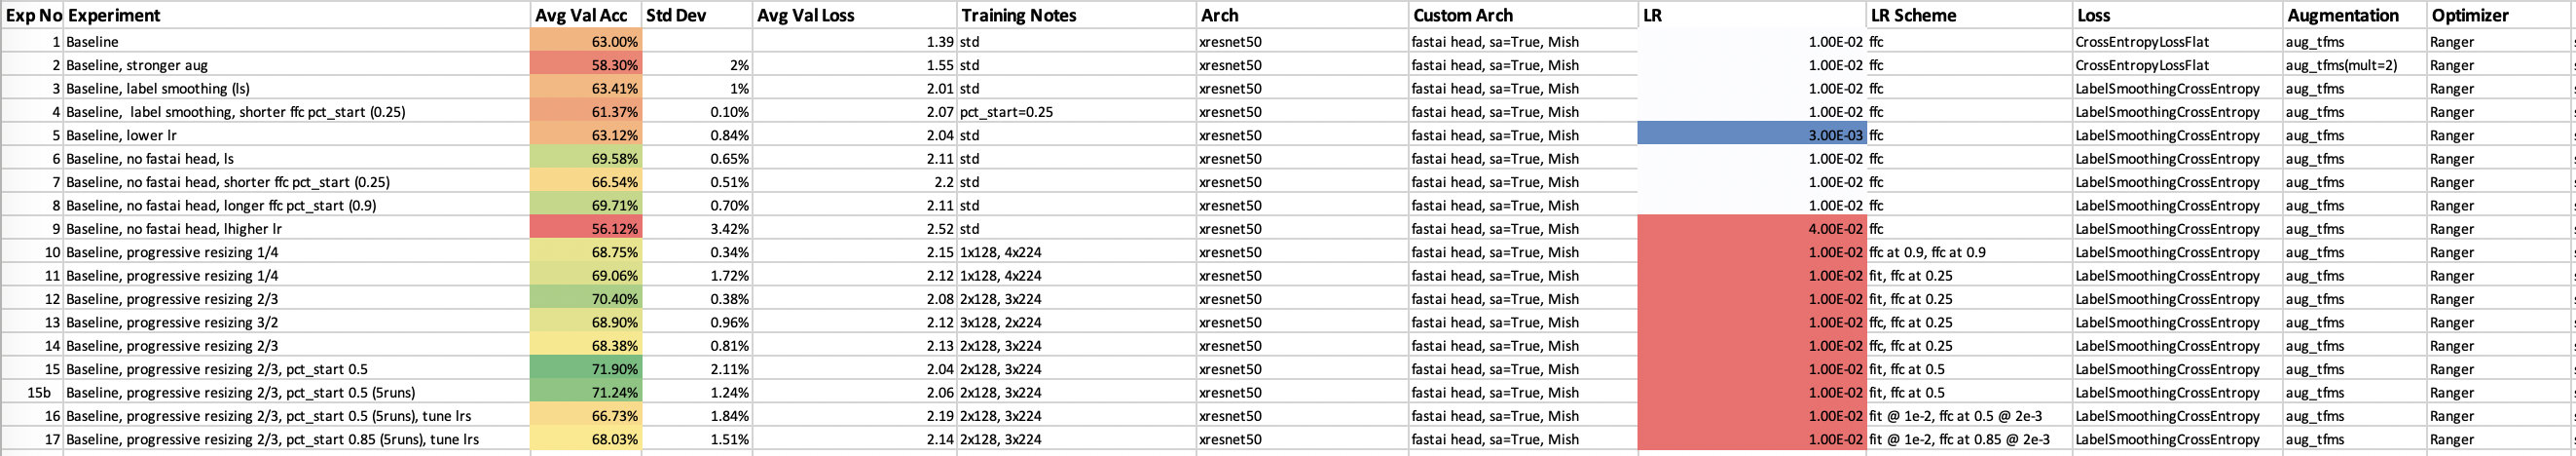 Exp No Experiment Avg Val Acc Std Dev Avg Val Loss Training Notes Arch Custom Arch LR LR Scheme Loss Augmentation Optimizer
1 Baseline 63.00% 1.39 std xresnet50 fastai head, sa=True, Mish 1.00E-02 ffc CrossEntropyLossFlat aug_tfms Ranger
2 Baseline, stronger aug 58.30% 2% 1.55 std xresnet50 fastai head, sa=True, Mish 1.00E-02 ffc CrossEntropyLossFlat aug_tfms(mult=2) Ranger
3 Baseline, label smoothing (ls) 63.41% 1% 2.01 std xresnet50 fastai head, sa=True, Mish 1.00E-02 ffc LabelSmoothingCrossEntropy aug_tfms Ranger
4 Baseline,  label smoothing, shorter ffc pct_start (0.25) 61.37% 0.10% 2.07 pct_start=0.25 xresnet50 fastai head, sa=True, Mish 1.00E-02 ffc LabelSmoothingCrossEntropy aug_tfms Ranger
5 Baseline, lower lr 63.12% 0.84% 2.04 std xresnet50 fastai head, sa=True, Mish 3.00E-03 ffc LabelSmoothingCrossEntropy aug_tfms Ranger
6 Baseline, no fastai head, ls 69.58% 0.65% 2.11 std xresnet50 fastai head, sa=True, Mish 1.00E-02 ffc LabelSmoothingCrossEntropy aug_tfms Ranger
7 Baseline, no fastai head, shorter ffc pct_start (0.25) 66.54% 0.51% 2.2 std xresnet50 fastai head, sa=True, Mish 1.00E-02 ffc LabelSmoothingCrossEntropy aug_tfms Ranger
8 Baseline, no fastai head, longer ffc pct_start (0.9) 69.71% 0.70% 2.11 std xresnet50 fastai head, sa=True, Mish 1.00E-02 ffc LabelSmoothingCrossEntropy aug_tfms Ranger
9 Baseline, no fastai head, lhigher lr 56.12% 3.42% 2.52 std xresnet50 fastai head, sa=True, Mish 4.00E-02 ffc LabelSmoothingCrossEntropy aug_tfms Ranger
10 Baseline, progressive resizing 1/4 68.75% 0.34% 2.15 1x128, 4x224 xresnet50 fastai head, sa=True, Mish 1.00E-02 ffc at 0.9, ffc at 0.9 LabelSmoothingCrossEntropy aug_tfms Ranger
11 Baseline, progressive resizing 1/4 69.06% 1.72% 2.12 1x128, 4x224 xresnet50 fastai head, sa=True, Mish 1.00E-02 fit, ffc at 0.25 LabelSmoothingCrossEntropy aug_tfms Ranger
12 Baseline, progressive resizing 2/3 70.40% 0.38% 2.08 2x128, 3x224 xresnet50 fastai head, sa=True, Mish 1.00E-02 fit, ffc at 0.25 LabelSmoothingCrossEntropy aug_tfms Ranger
13 Baseline, progressive resizing 3/2 68.90% 0.96% 2.12 3x128, 2x224 xresnet50 fastai head, sa=True, Mish 1.00E-02 ffc, ffc at 0.25 LabelSmoothingCrossEntropy aug_tfms Ranger
14 Baseline, progressive resizing 2/3 68.38% 0.81% 2.13 2x128, 3x224 xresnet50 fastai head, sa=True, Mish 1.00E-02 ffc, ffc at 0.25 LabelSmoothingCrossEntropy aug_tfms Ranger
15 Baseline, progressive resizing 2/3, pct_start 0.5 71.90% 2.11% 2.04 2x128, 3x224 xresnet50 fastai head, sa=True, Mish 1.00E-02 fit, ffc at 0.5 LabelSmoothingCrossEntropy aug_tfms Ranger
15b Baseline, progressive resizing 2/3, pct_start 0.5 (5runs) 71.24% 1.24% 2.06 2x128, 3x224 xresnet50 fastai head, sa=True, Mish 1.00E-02 fit, ffc at 0.5 LabelSmoothingCrossEntropy aug_tfms Ranger
16 Baseline, progressive resizing 2/3, pct_start 0.5 (5runs), tune lrs 66.73% 1.84% 2.19 2x128, 3x224 xresnet50 fastai head, sa=True, Mish 1.00E-02 fit @ 1e-2, ffc at 0.5 @ 2e-3 LabelSmoothingCrossEntropy aug_tfms Ranger
17 Baseline, progressive resizing 2/3, pct_start 0.85 (5runs), tune lrs 68.03% 1.51% 2.14 2x128, 3x224 xresnet50 fastai head, sa=True, Mish 1.00E-02 fit @ 1e-2, ffc at 0.85 @ 2e-3 LabelSmoothingCrossEntropy aug_tfms Ranger